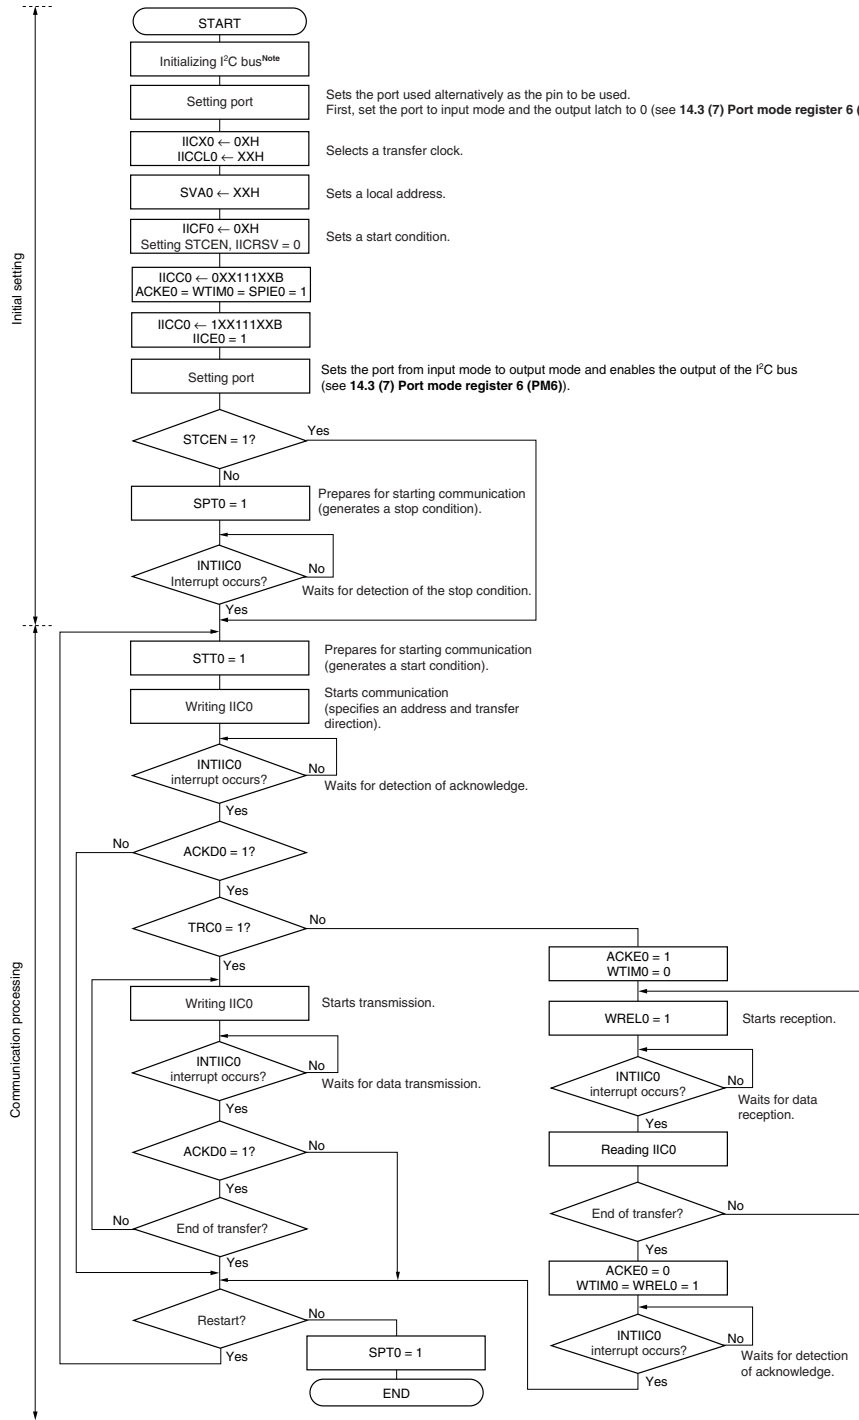 START
Initializing I²C busNote
Setting port
Sets the port used alternatively as the pin to be used.
First, set the port to input mode and the output latch to 0 (see 14.3 (7) Port mode register 6 (
IICX0 ← 0XH
IICCL0 ← XXH
Selects a transfer clock.
SVA0 ← XXH
Sets a local address.
IICF0 ← 0XH
Setting STCEN, IICRSV = 0
Sets a start condition.
Initial setting
IICC0 ← 0XX111XXB
ACKE0 = WTIM0 = SPIE0 = 1
IICC0 ← 1XX111XXB
IICE0 = 1
Setting port
Sets the port from input mode to output mode and enables the output of the I²C bus
(see 14.3 (7) Port mode register 6 (PM6)).
STCEN = 1?
Yes
No
SPT0 = 1
Prepares for starting communication
(generates a stop condition).
INTIIC0
Interrupt occurs?
No
Waits for detection of the stop condition.
Yes
STT0 = 1
Prepares for starting communication
(generates a start condition).
Writing IIC0
Starts communication
(specifies an address and transfer
direction).
INTIIC0
interrupt occurs?
No
Waits for detection of acknowledge.
Yes
No
ACKD0 = 1?
Yes
TRC0 = 1?
No
Yes
Communication processing
Writing IIC0
Starts transmission.
INTIIC0
interrupt occurs?
No
Waits for data transmission.
Yes
ACKD0 = 1?
No
Yes
No
End of transfer?
Yes
Restart?
No
Yes
SPT0 = 1
END
ACKE0 = 1
WTIM0 = 0
WREL0 = 1
Starts reception.
INTIIC0
interrupt occurs?
No
Waits for data
reception.
Yes
Reading IIC0
End of transfer?
No
Yes
ACKE0 = 0
WTIM0 = WREL0 = 1
INTIIC0
interrupt occurs?
No
Waits for detection
of acknowledge.
Yes